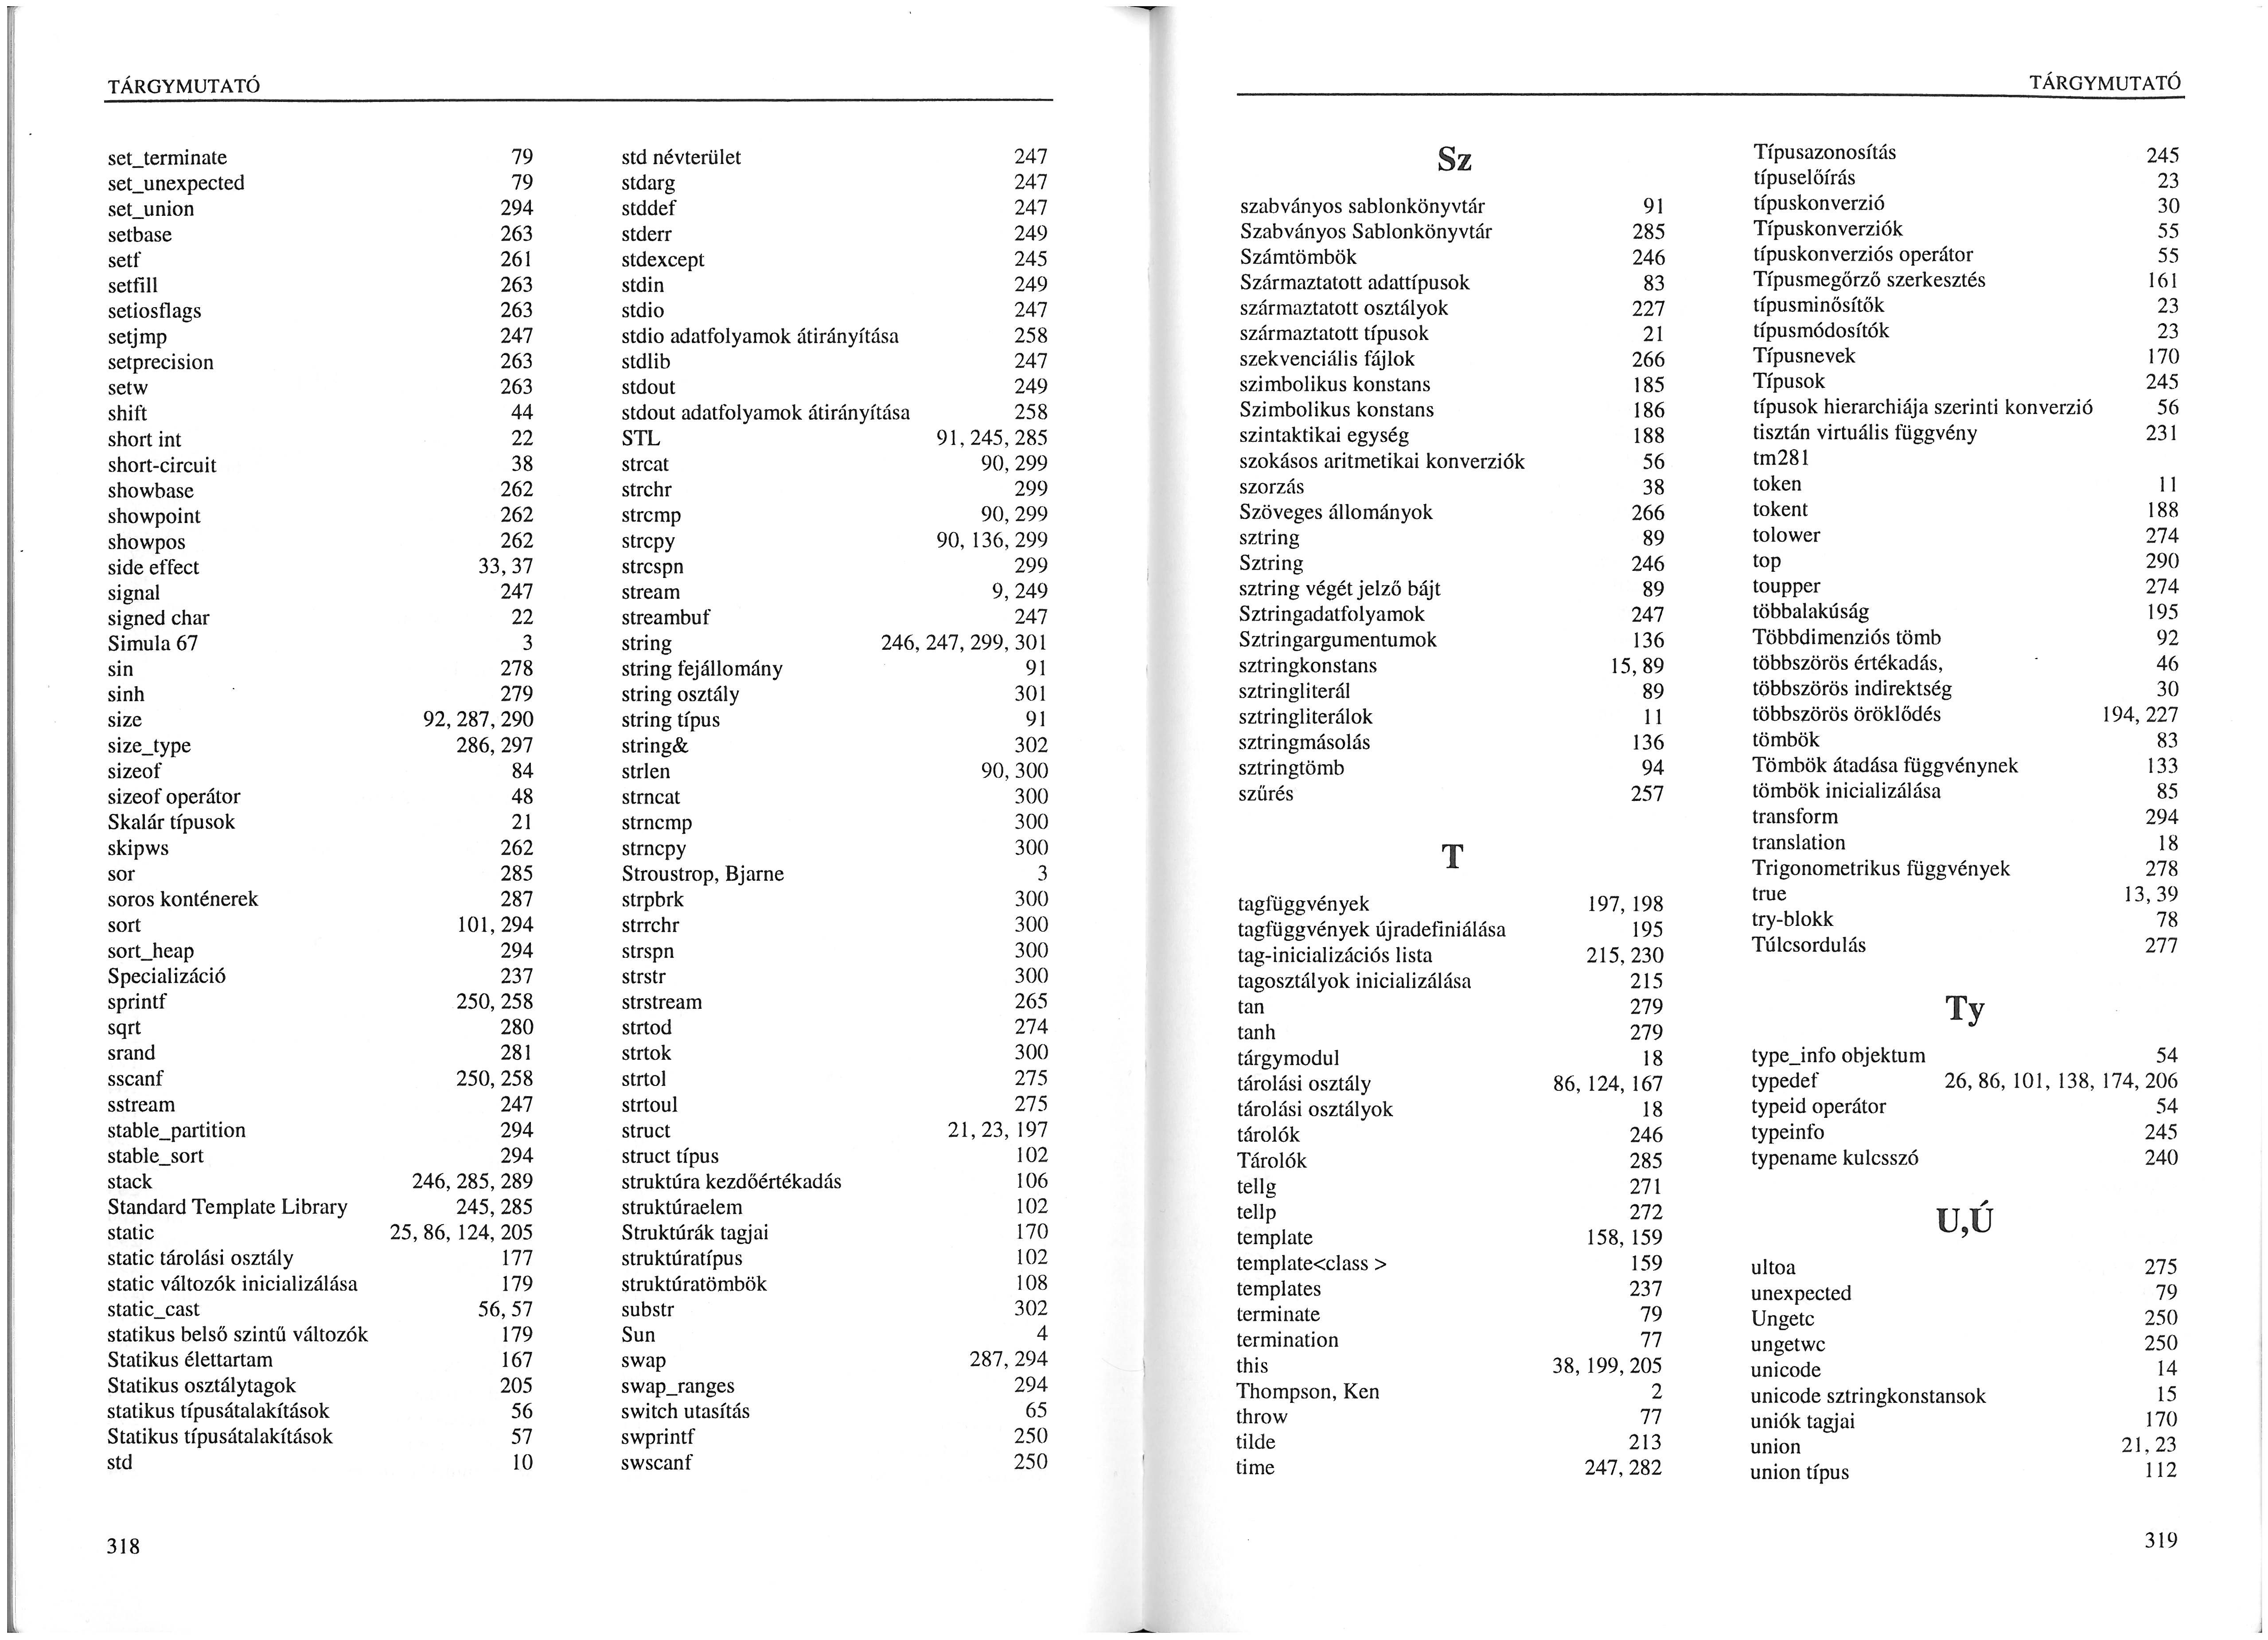 TÁRGYMUTATÓ
set_terminate 79
set_unexpected 79
set_union 294
setbase 263
setf 261
setfill 263
setiosflags 263
setjmp 247
setprecision 263
setw 263
shift 44
short int 22
short-circuit 38
showbase 262
showpoint 262
showpos 262
side effect 33, 37
signal 247
signed char 22
Simula 67 3
sin 278
sinh 279
size 92, 287, 290
size_type 286, 297
sizeof 84
sizeof operátor 48
Skalár típusok 21
skipws 262
sor 285
soros konténerek 287
sort 101, 294
sort_heap 294
Specializáció 237
sprintf 250, 258
sqrt 280
srand 281
sscanf 250, 258
sstream 247
stable_partition 294
stable_sort 294
stack 246, 285, 289
Standard Template Library 245, 285
static 25, 86, 124, 205
static tárolási osztály 177
static változók inicializálása 179
static_cast 56, 57
statikus belső szintű változók 179
Statikus élettartam 167
Statikus osztálytagok 205
statikus típusátalakítások 56
Statikus típusátalakítások 57
std 10
std névterület 247
stdarg 247
stddef 247
stderr 249
stdexcept 245
stdin 249
stdio 247
stdio adatfolyamok átirányítása 258
stdlib 247
stdout 249
stdout adatfolyamok átirányítása 258
STL 91, 245, 285
strcat 90, 299
strchr 299
strcmp 90, 299
strcpy 90, 136, 299
strcspn 299
stream 9, 249
streambuf 247
string 246, 247, 299, 301
string fejállomány 91
string osztály 301
string típus 91
string& 302
strlen 90, 300
strncat 300
strncmp 300
strncpy 300
Stroustrop, Bjarne 3
strpbrk 300
strrchr 300
strspn 300
strstr 300
strstream 265
strtod 274
strtok 300
strtol 275
strtoul 275
struct 21, 23, 197
struct típus 102
struktúra kezdőértékadás 106
struktúraelem 102
Struktúrák tagjai 170
struktúratípus 102
struktúratömbök 108
substr 302
Sun 4
swap 287, 294
swap_ranges 294
switch utasítás 65
swprintf 250
swscanf 250
318
TÁRGYMUTATÓ
Sz
szabványos sablonkönyvtár 91
Szabványos Sablonkönyvtár 285
Számtömbök 246
Származtatott adattípusok 83
származtatott osztályok 227
származtatott típusok 21
szekvenciális fájlok 266
szimbolikus konstans 185
Szimbolikus konstans 186
szintaktikai egység 188
szokásos aritmetikai konverziók 56
szorzás 38
Szöveges állományok 266
sztring 89
Sztring 246
sztring végét jelző bájt 89
Sztringadatfolyamok 247
Sztringargumentumok 136
sztringkonstans 15, 89
sztringliterál 89
sztringliterálok 11
sztringmásolás 136
sztringtömb 94
szűrés 257
T
tagfüggvények 197, 198
tagfüggvények újradefiniálása 195
tag-inicializációs lista 215, 230
tagosztályok inicializálása 215
tan 279
tanh 279
tárgymodul 18
tárolási osztály 86, 124, 167
tárolási osztályok 18
tárolók 246
Tárolók 285
tellg 271
tellp 272
template 158, 159
template<class > 159
templates 237
terminate 79
termination 77
this 38, 199, 205
Thompson, Ken 2
throw 77
tilde 213
time 247, 282
Típusazonosítás 245
típuselőírás 23
típuskonverzió 30
Típuskonverziók 55
típuskonverziós operátor 55
Típusmegőrző szerkesztés 161
típusminősítők 23
típusmódosítók 23
Típusnevek 170
Típusok 245
típusok hierarchiája szerinti konverzió 56
tisztán virtuális függvény 231
tm281
token 11
tokent 188
tolower 274
top 290
toupper 274
többalakúság 195
Többdimenziós tömb 92
többszörös értékadás, 46
többszörös indirektség 30
többszörös öröklődés 194, 227
tömbök 83
Tömbök átadása függvénynek 133
tömbök inicializálása 85
transform 294
translation 18
Trigonometrikus függvények 278
true 13, 39
try-blokk 78
Túlcsordulás 277
Ty
type_info objektum 54
typedef 26, 86, 101, 138, 174, 206
typeid operátor 54
typeinfo 245
typename kulcsszó 240
U,Ú
ultoa 275
unexpected 79
Ungetc 250
ungetwc 250
unicode 14
unicode sztringkonstansok 15
uniók tagjai 170
union 21, 23
union típus 112
319